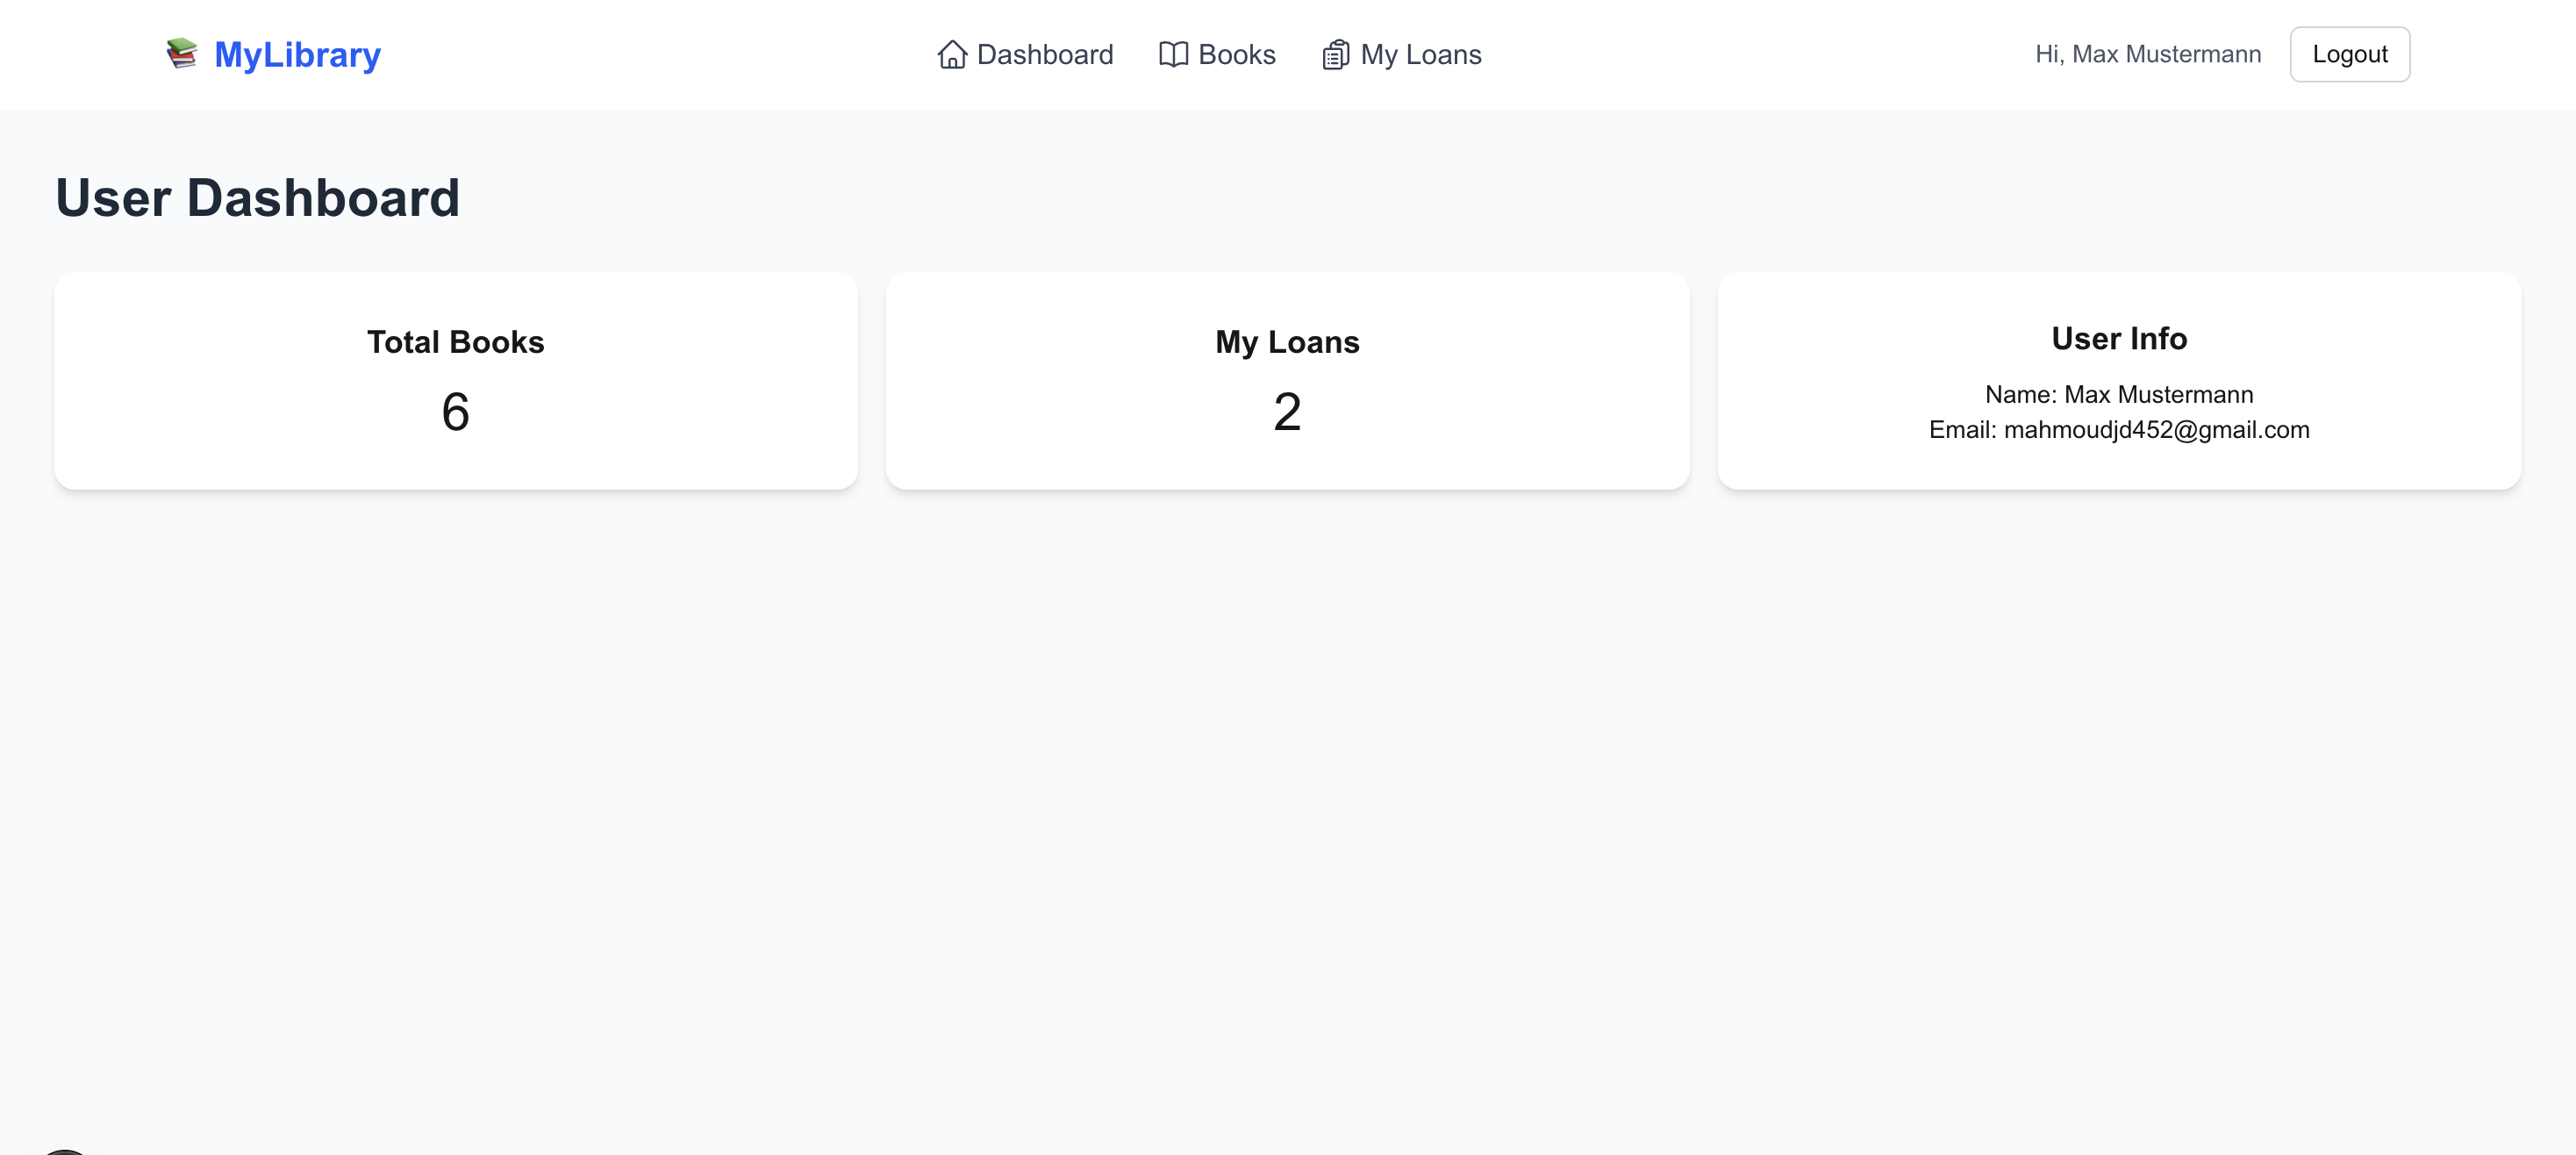 MyLibrary
Dashboard Books My Loans
Hi, Max Mustermann Logout
User Dashboard
Total Books
6
My Loans
2
User Info
Name: Max Mustermann
Email: mahmoudjd452@gmail.com